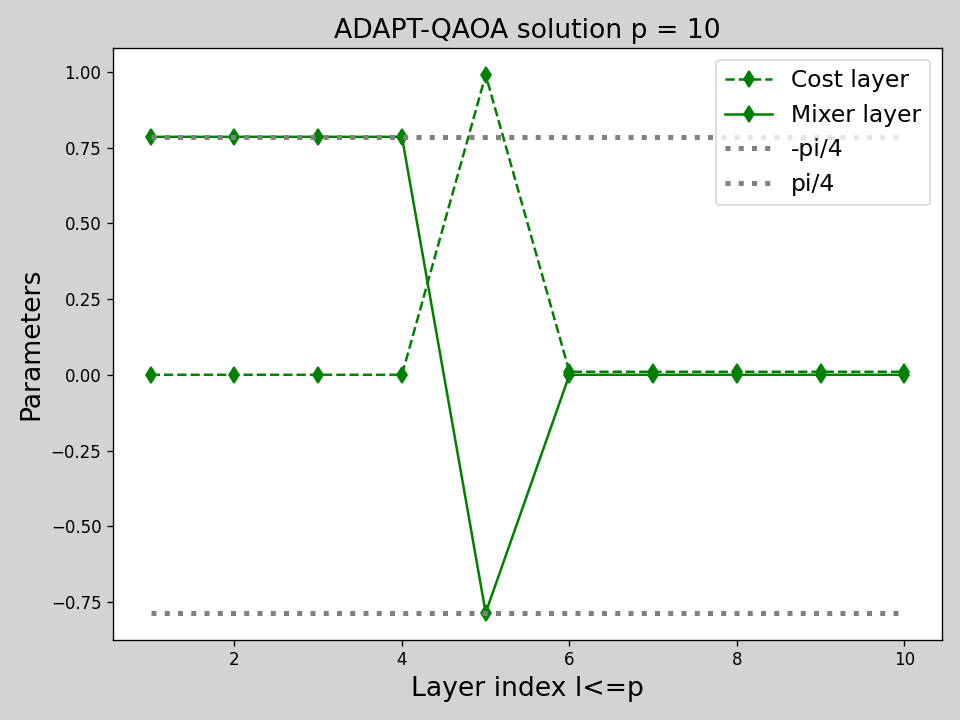 ADAPT-QAOA solution p = 10
1.00
0.75
0.50
0.25
0.00
−0.25
−0.50
−0.75
Parameters
Cost layer
Mixer layer
-pi/4
pi/4
2
4
6
8
10
Layer index l<=p